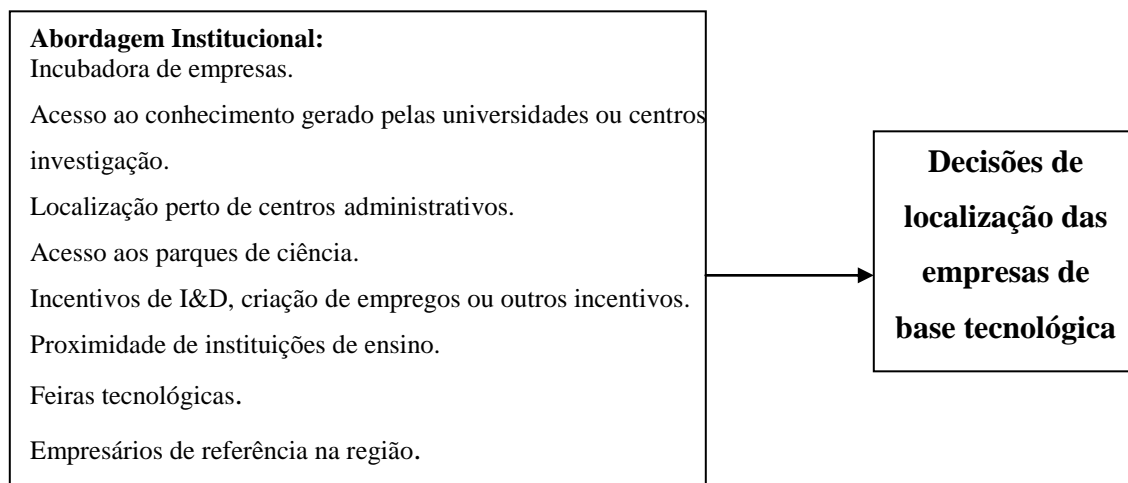 Abordagem Institucional:
Incubadora de empresas.
Acesso ao conhecimento gerado pelas universidades ou centros
investigação.
Localização perto de centros administrativos.
Acesso aos parques de ciência.
Incentivos de I&D, criação de empregos ou outros incentivos.
Proximidade de instituições de ensino.
Feiras tecnológicas.
Empresários de referência na região.
Decisões de
localização das
empresas de
base tecnológica